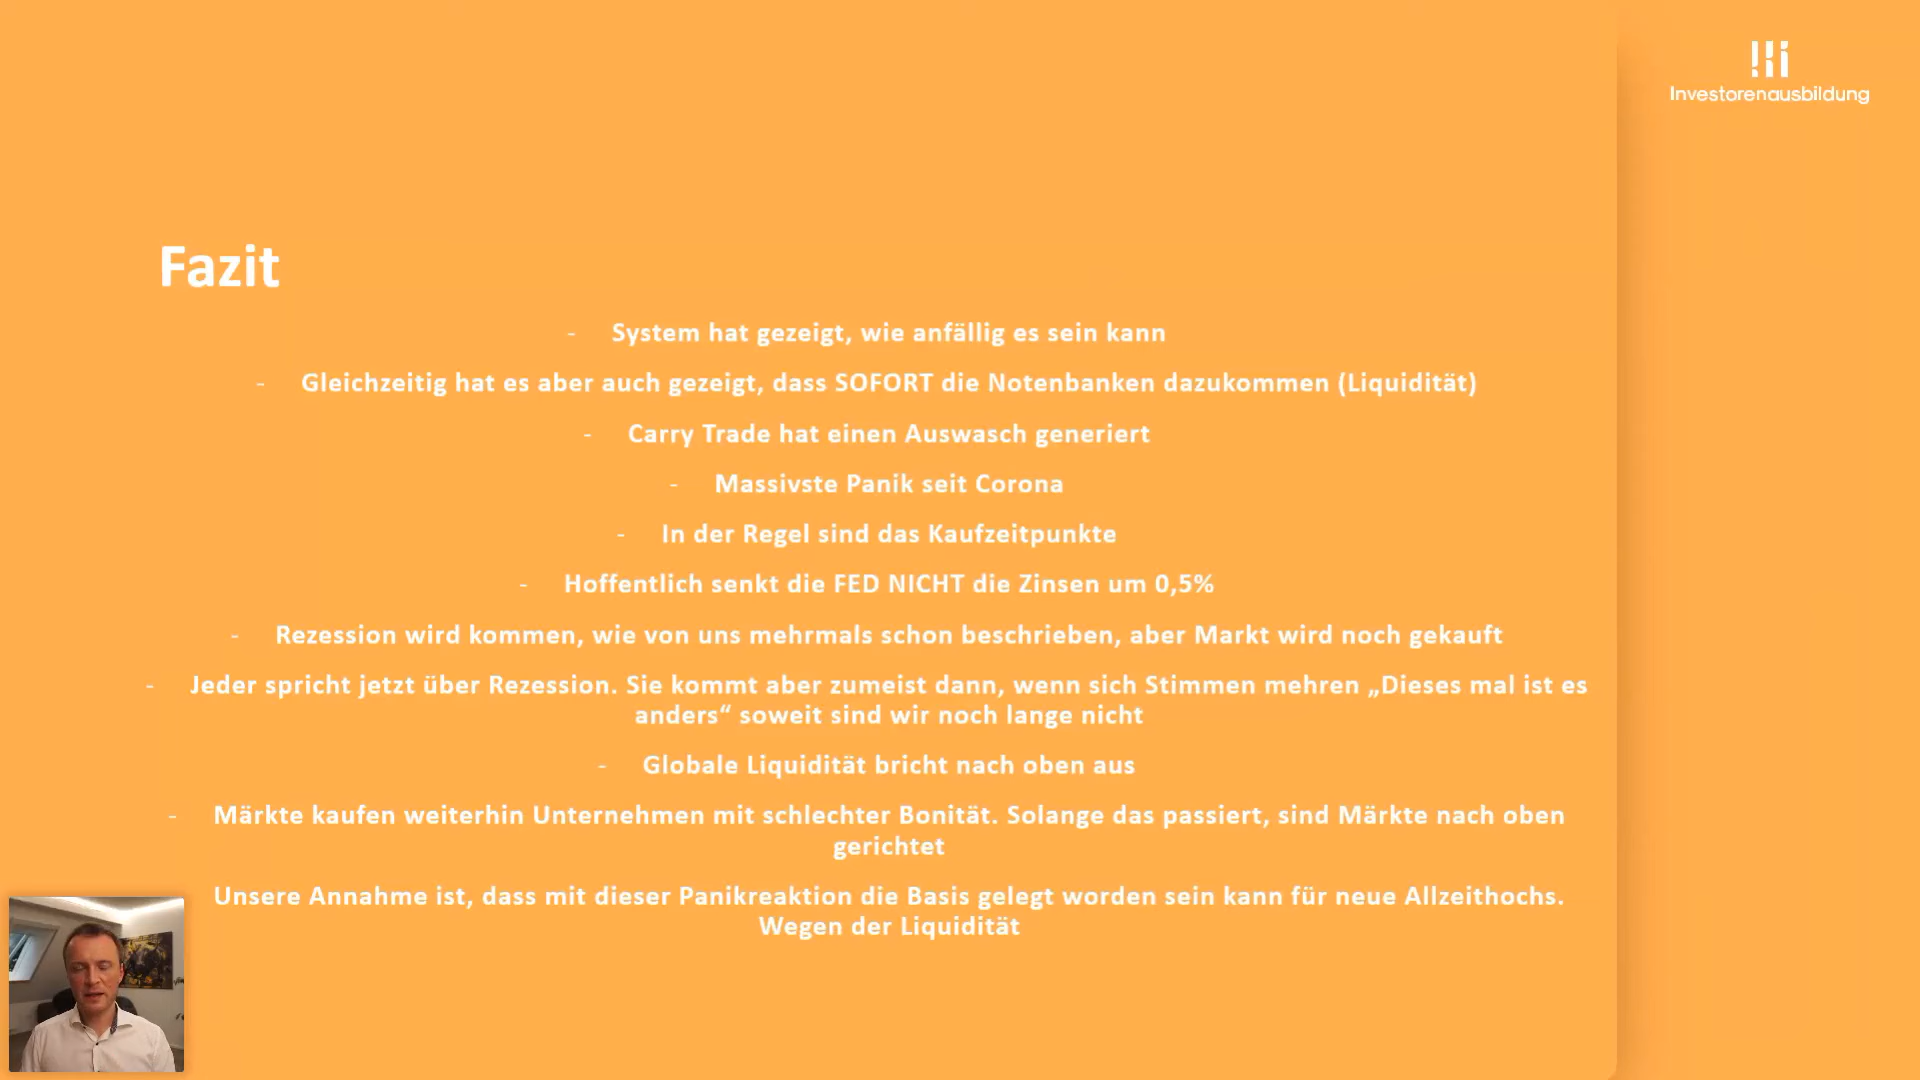 Investorenausbildung
Fazit
- System hat gezeigt, wie anfällig es sein kann
- Gleichzeitig hat es aber auch gezeigt, dass SOFORT die Notenbanken dazukommen (Liquidität)
- Carry Trade hat einen Auswasch generiert
- Massivste Panik seit Corona
- In der Regel sind das Kaufzeitpunkte
- Hoffentlich senkt die FED NICHT die Zinsen um 0,5%
- Rezession wird kommen, wie von uns mehrmals schon beschrieben, aber Markt wird noch gekauft
- Jeder spricht jetzt über Rezession. Sie kommt aber zumeist dann, wenn sich Stimmen mehren „Dieses mal ist es
anders“ soweit sind wir noch lange nicht
- Globale Liquidität bricht nach oben aus
- Märkte kaufen weiterhin Unternehmen mit schlechter Bonität. Solange das passiert, sind Märkte nach oben
gerichtet
Unsere Annahme ist, dass mit dieser Panikreaktion die Basis gelegt worden sein kann für neue Allzeithochs.
Wegen der Liquidität